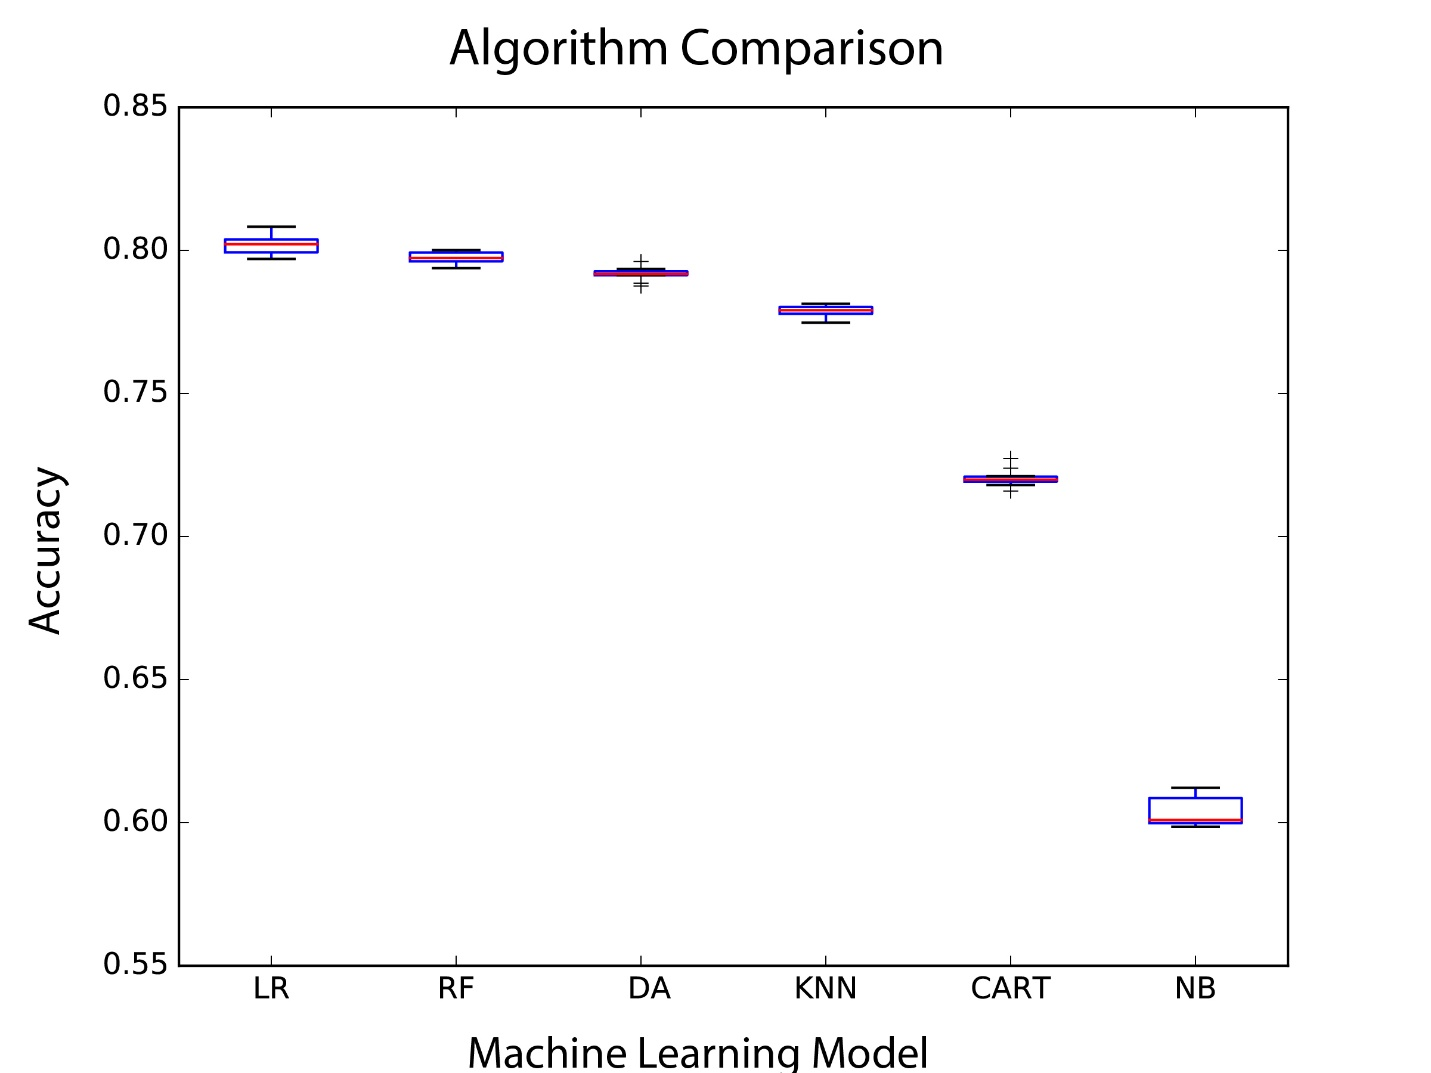 Algorithm Comparison
0.85
0.80
0.75
0.70
0.65
0.60
0.55
Accuracy
LR RF DA KNN CART NB
Machine Learning Model